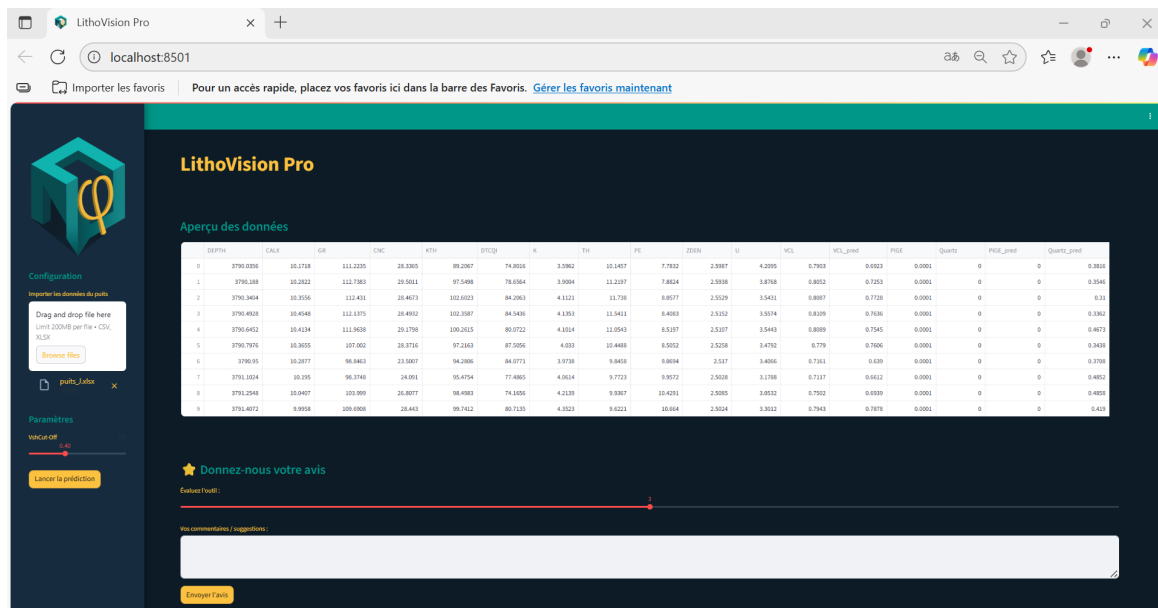 LithoVision Pro
localhost:8501
Importer les favoris
Pour un accès rapide, placez vos favoris ici dans la barre des Favoris. Gérer les favoris maintenant
φ
Configuration
Importer les données du puits
Drag and drop file here
Limit 200MB per file • CSV, XLSX
Browse files
puits_J.xlsx
Paramètres
VshCut-Off
0.40
Lancer la prédiction
LithoVision Pro
Aperçu des données
DEPTH CALX GR CNC KTH DTCQI K TH PE ZDEN U VCL VCL_pred PIGE Quartz PIGE_pred Quartz_pred
0 3790.0356 10.1718 111.2235 28.3365 89.2067 74.8016 3.5962 10.1457 7.7832 2.5987 4.2095 0.7903 0.6923 0.0001 0 0 0.3816
1 3790.188 10.2822 112.7383 29.5011 97.5498 78.6564 3.9004 11.2197 7.8824 2.5938 3.8768 0.8052 0.7253 0.0001 0 0 0.3546
2 3790.3404 10.3556 112.431 28.4673 102.6023 84.2063 4.1121 11.738 8.0577 2.5529 3.5431 0.8087 0.7728 0.0001 0 0 0.31
3 3790.4928 10.4548 112.1375 28.4932 102.3587 84.5436 4.1353 11.5411 8.4083 2.5152 3.5574 0.8109 0.7636 0.0001 0 0 0.3362
4 3790.6452 10.4134 111.9638 29.1798 100.2615 80.0722 4.1014 11.0543 8.5197 2.5107 3.5443 0.8089 0.7545 0.0001 0 0 0.4673
5 3790.7976 10.3655 107.002 28.3716 97.2163 87.5056 4.033 10.4488 8.5052 2.5258 3.4792 0.779 0.7606 0.0001 0 0 0.3438
6 3790.95 10.2877 98.8463 23.5007 94.2806 84.0771 3.9738 9.8458 9.8694 2.517 3.4066 0.7161 0.639 0.0001 0 0 0.3708
7 3791.1024 10.195 98.3748 24.091 95.4754 77.4865 4.0614 9.7723 9.9572 2.5028 3.1788 0.7117 0.6612 0.0001 0 0 0.4852
8 3791.2548 10.0407 103.999 26.8077 98.4983 74.1656 4.2139 9.9367 10.4291 2.5085 3.0532 0.7502 0.6939 0.0001 0 0 0.4858
9 3791.4072 9.9958 109.6908 28.443 99.7412 80.7135 4.3523 9.6221 10.664 2.5024 3.3012 0.7943 0.7878 0.0001 0 0 0.419
Donnez-nous votre avis
Évaluez l'outil :
3
Vos commentaires / suggestions :
Envoyer l'avis